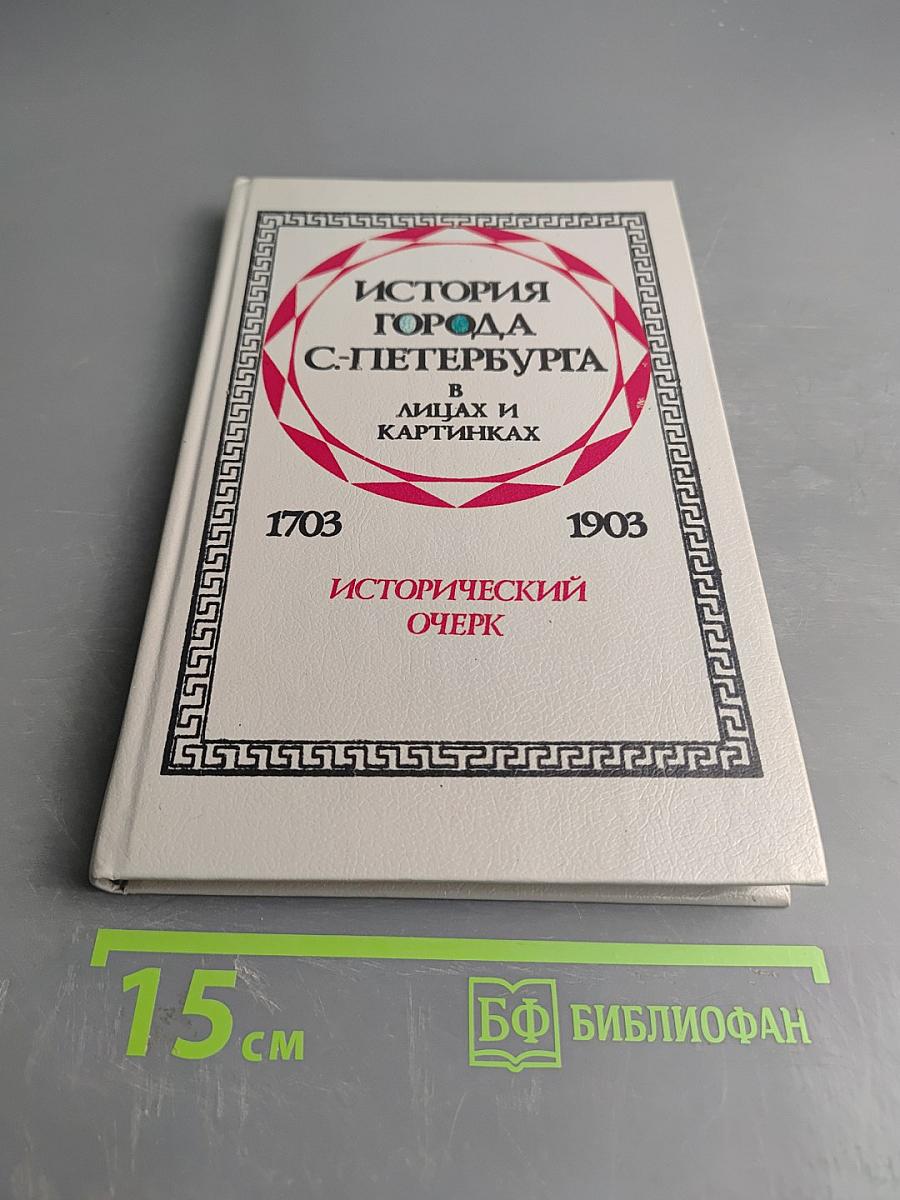 ИСТОРИЯ
ГОРОДА
С.-ПЕТЕРБУРГА
В
ЛИЦАХ И
КАРТИНКАХ
1703 1903
ИСТОРИЧЕСКИЙ
ОЧЕРК
15 см
БФ БИБЛИОФАН